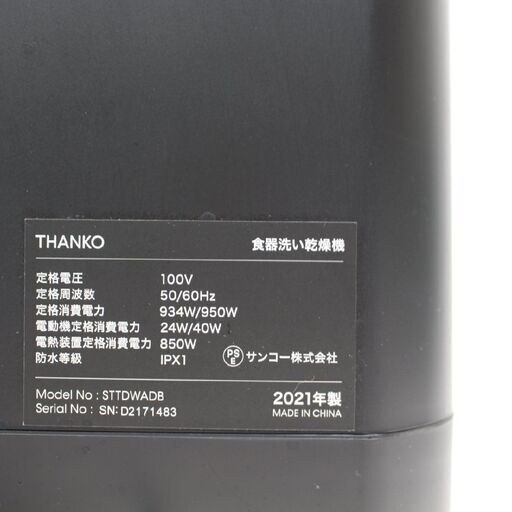 THANKO 食器洗い乾燥機
定格電圧 100V
定格周波数 50/60Hz
定格消費電力 934W/950W
電動機定格消費電力 24W/40W
電熱装置定格消費電力 850W
防水等級 IPX1 PSE サンコー株式会社
Model No : STTDWADB 2021年製
Serial No : SN: D2171483 MADE IN CHINA